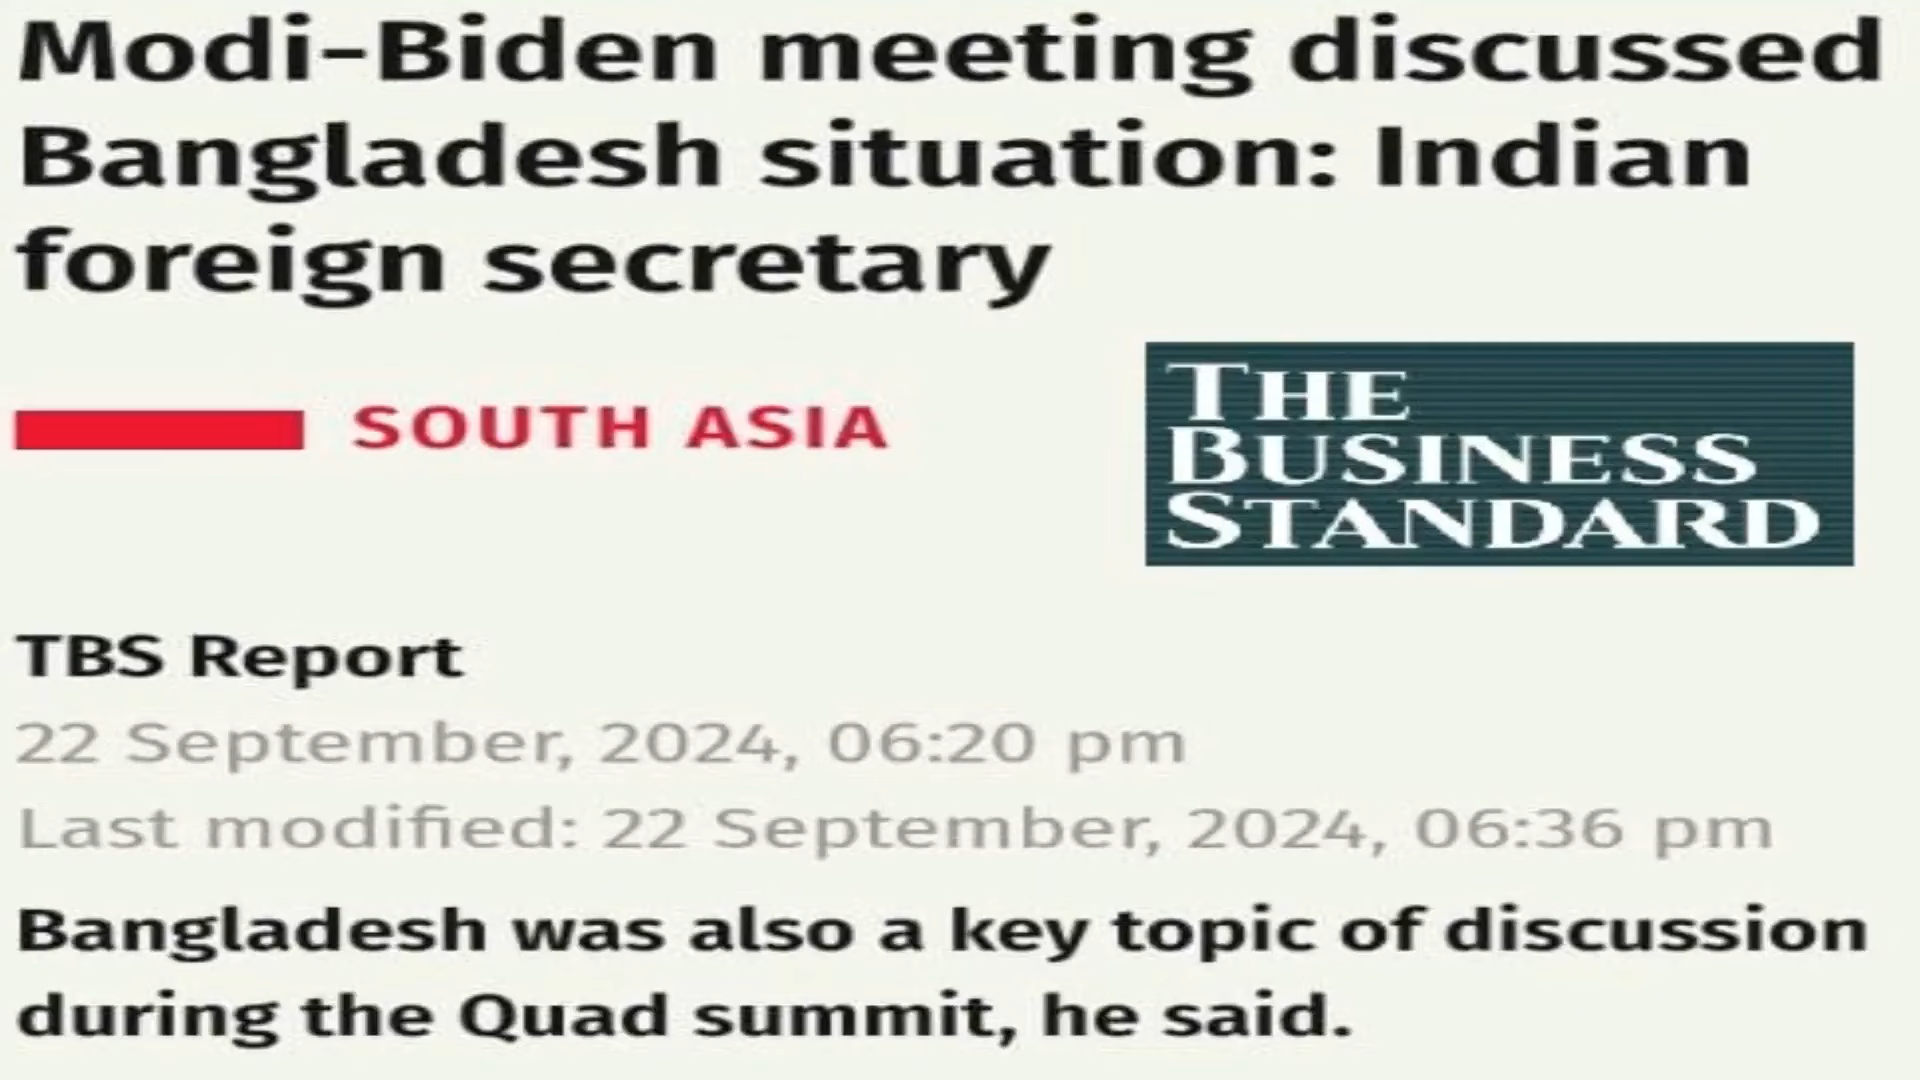 Modi-Biden meeting discussed
Bangladesh situation: Indian
foreign secretary
SOUTH ASIA
THE
BUSINESS
STANDARD
TBS Report
22 September, 2024, 06:20 pm
Last modified: 22 September, 2024, 06:36 pm
Bangladesh was also a key topic of discussion
during the Quad summit, he said.